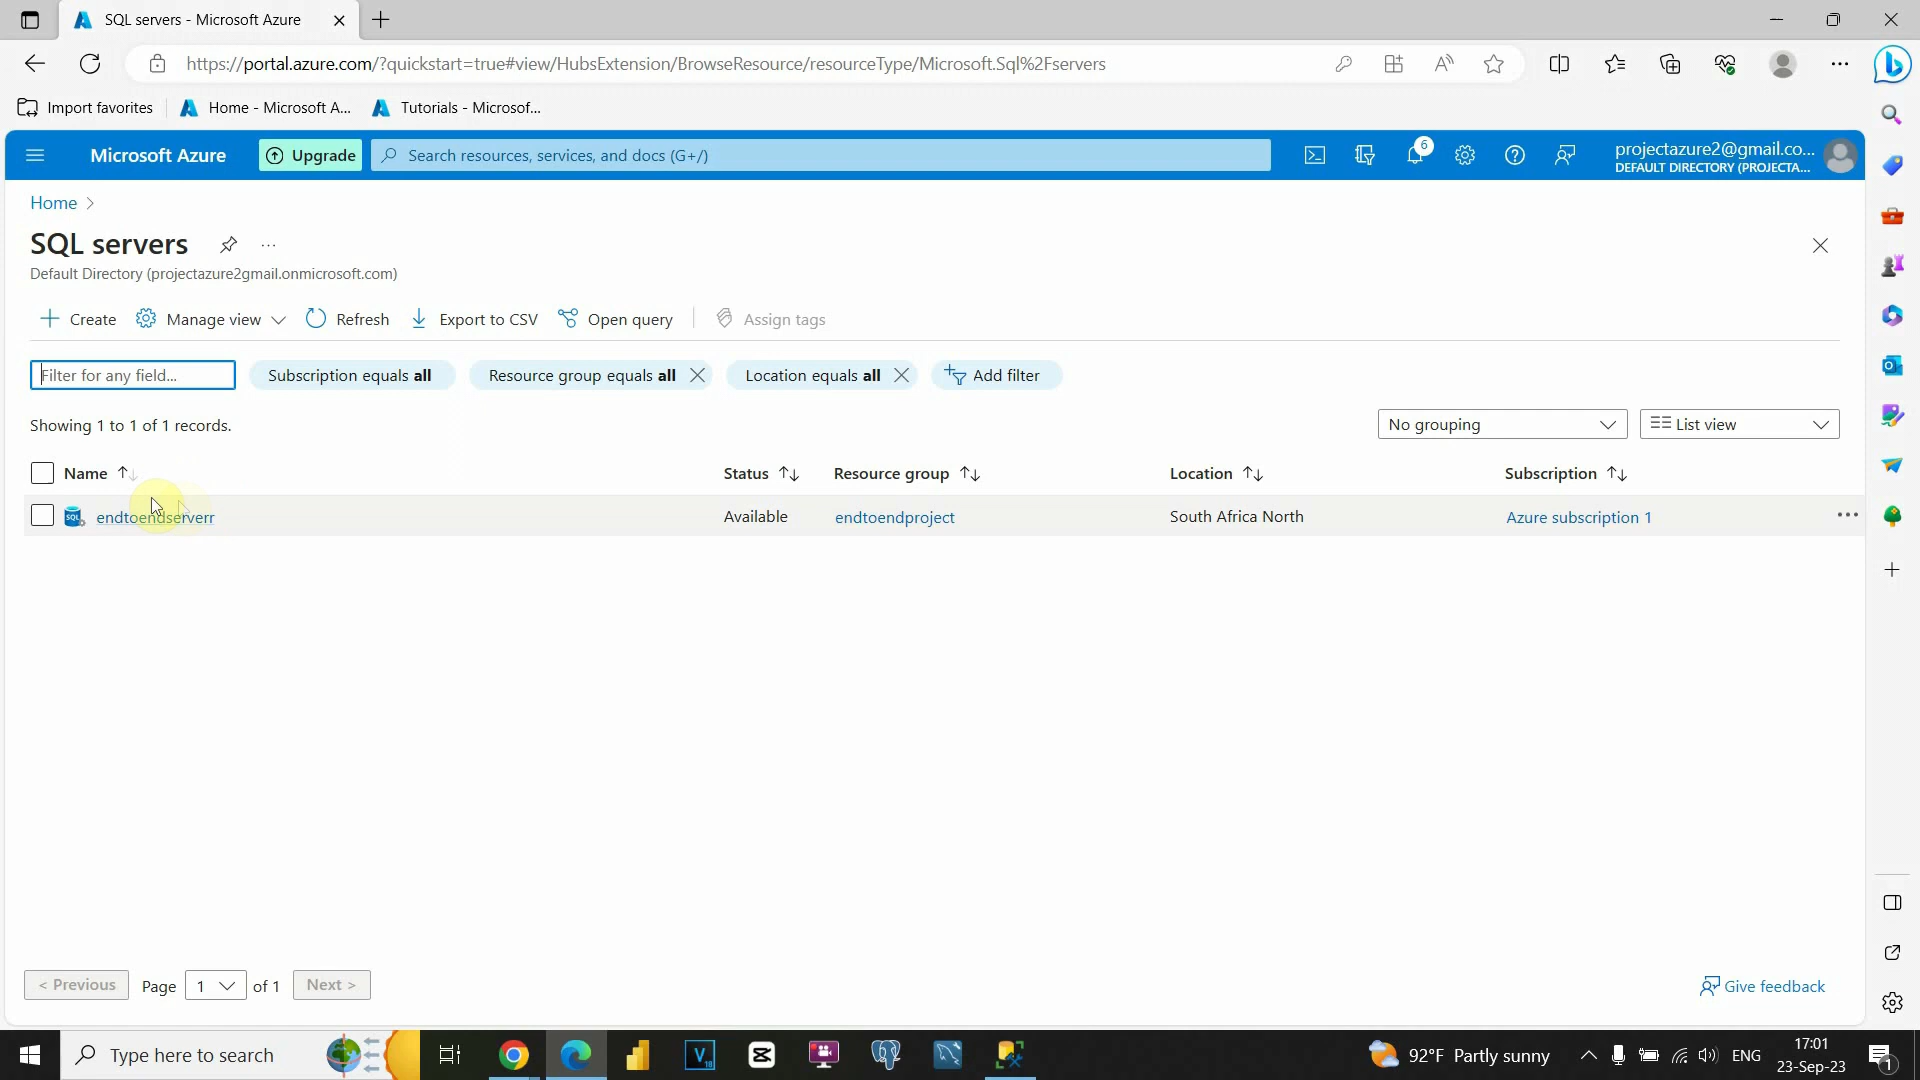 SQL servers - Microsoft Azure
https://portal.azure.com/?quickstart=true#view/HubsExtension/BrowseResource/resourceType/Microsoft.Sql%2Fservers
Import favorites
Home - Microsoft A...
Tutorials - Microsof...
Microsoft Azure
Upgrade
Search resources, services, and docs (G+/)
6
projectazure2@gmail.co...
DEFAULT DIRECTORY (PROJECTA...
Home
SQL servers
Default Directory (projectazure2gmail.onmicrosoft.com)
Create
Manage view
Refresh
Export to CSV
Open query
Assign tags
Filter for any field...
Subscription equals all
Resource group equals all
Location equals all
Add filter
Showing 1 to 1 of 1 records.
No grouping
List view
Name
Status
Resource group
Location
Subscription
SQL
endtoendserverr
Available
endtoendproject
South Africa North
Azure subscription 1
< Previous
Page
1
of 1
Next >
Give feedback
Type here to search
V
18
92°F Partly sunny
ENG
17:01
23-Sep-23
1